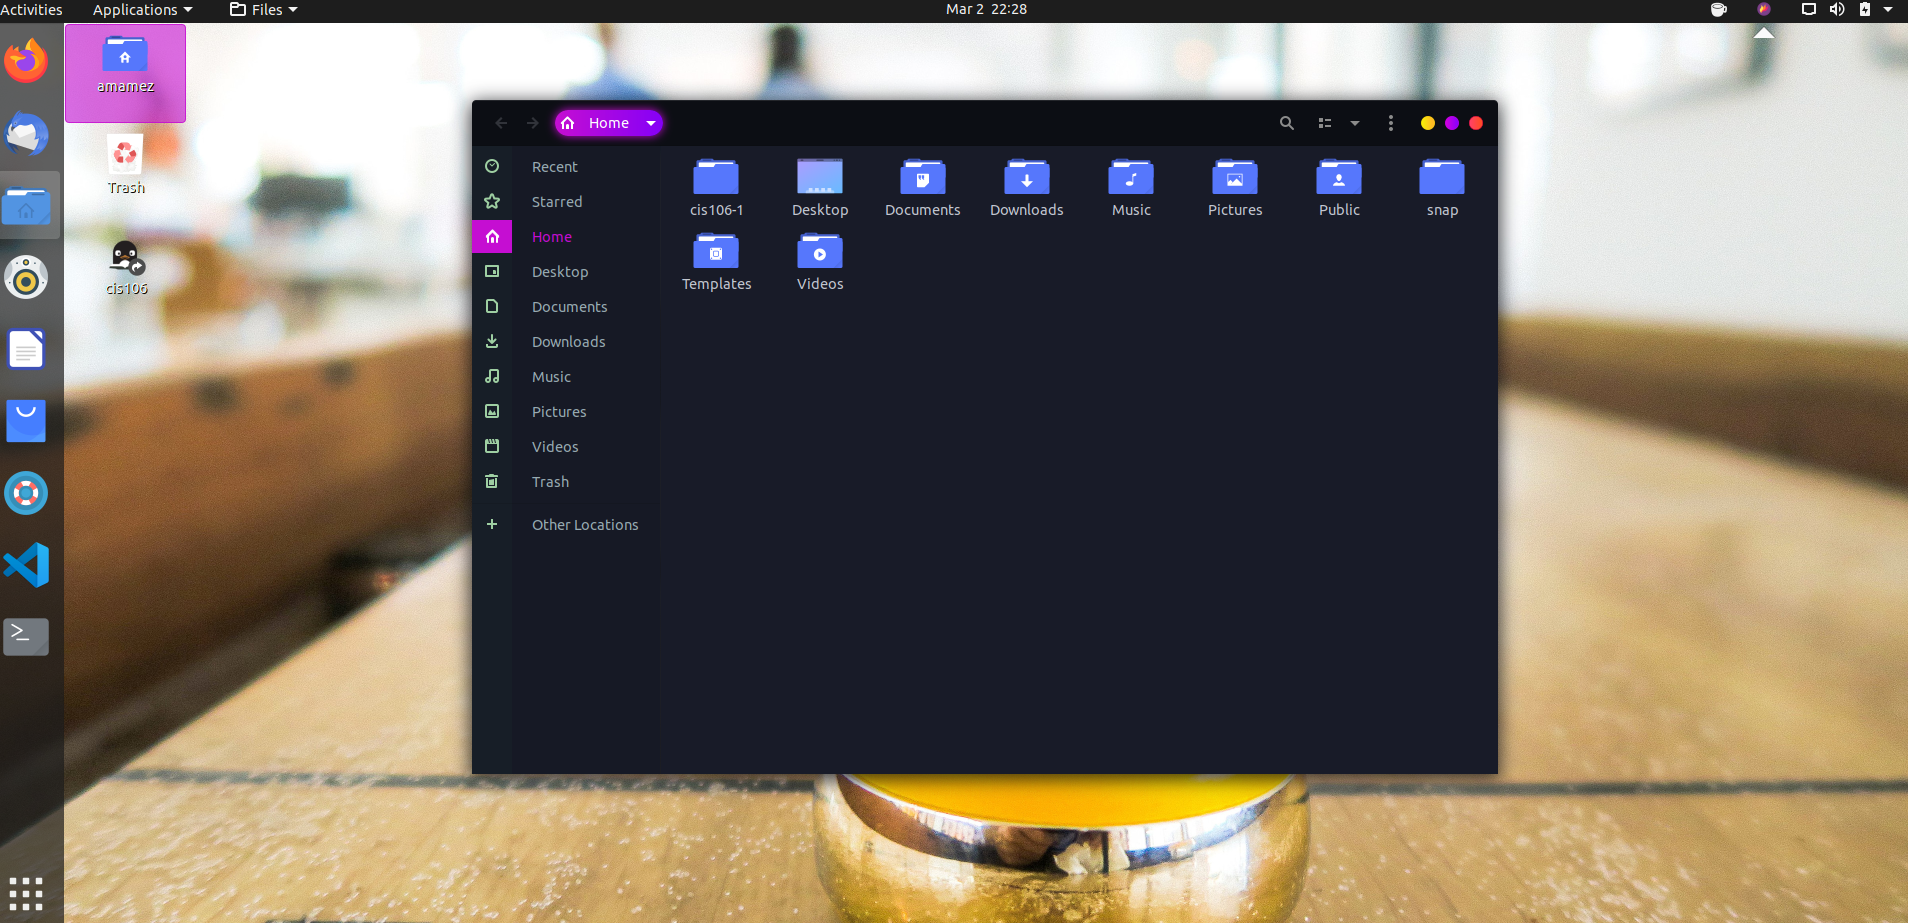 Activities Applications Files Mar 2 22:28
amamez
Trash
cis106
Home
Recent
Starred
Home
Desktop
Documents
Downloads
Music
Pictures
Videos
Trash
Other Locations
cis106-1 Desktop Documents Downloads Music Pictures Public snap
Templates Videos